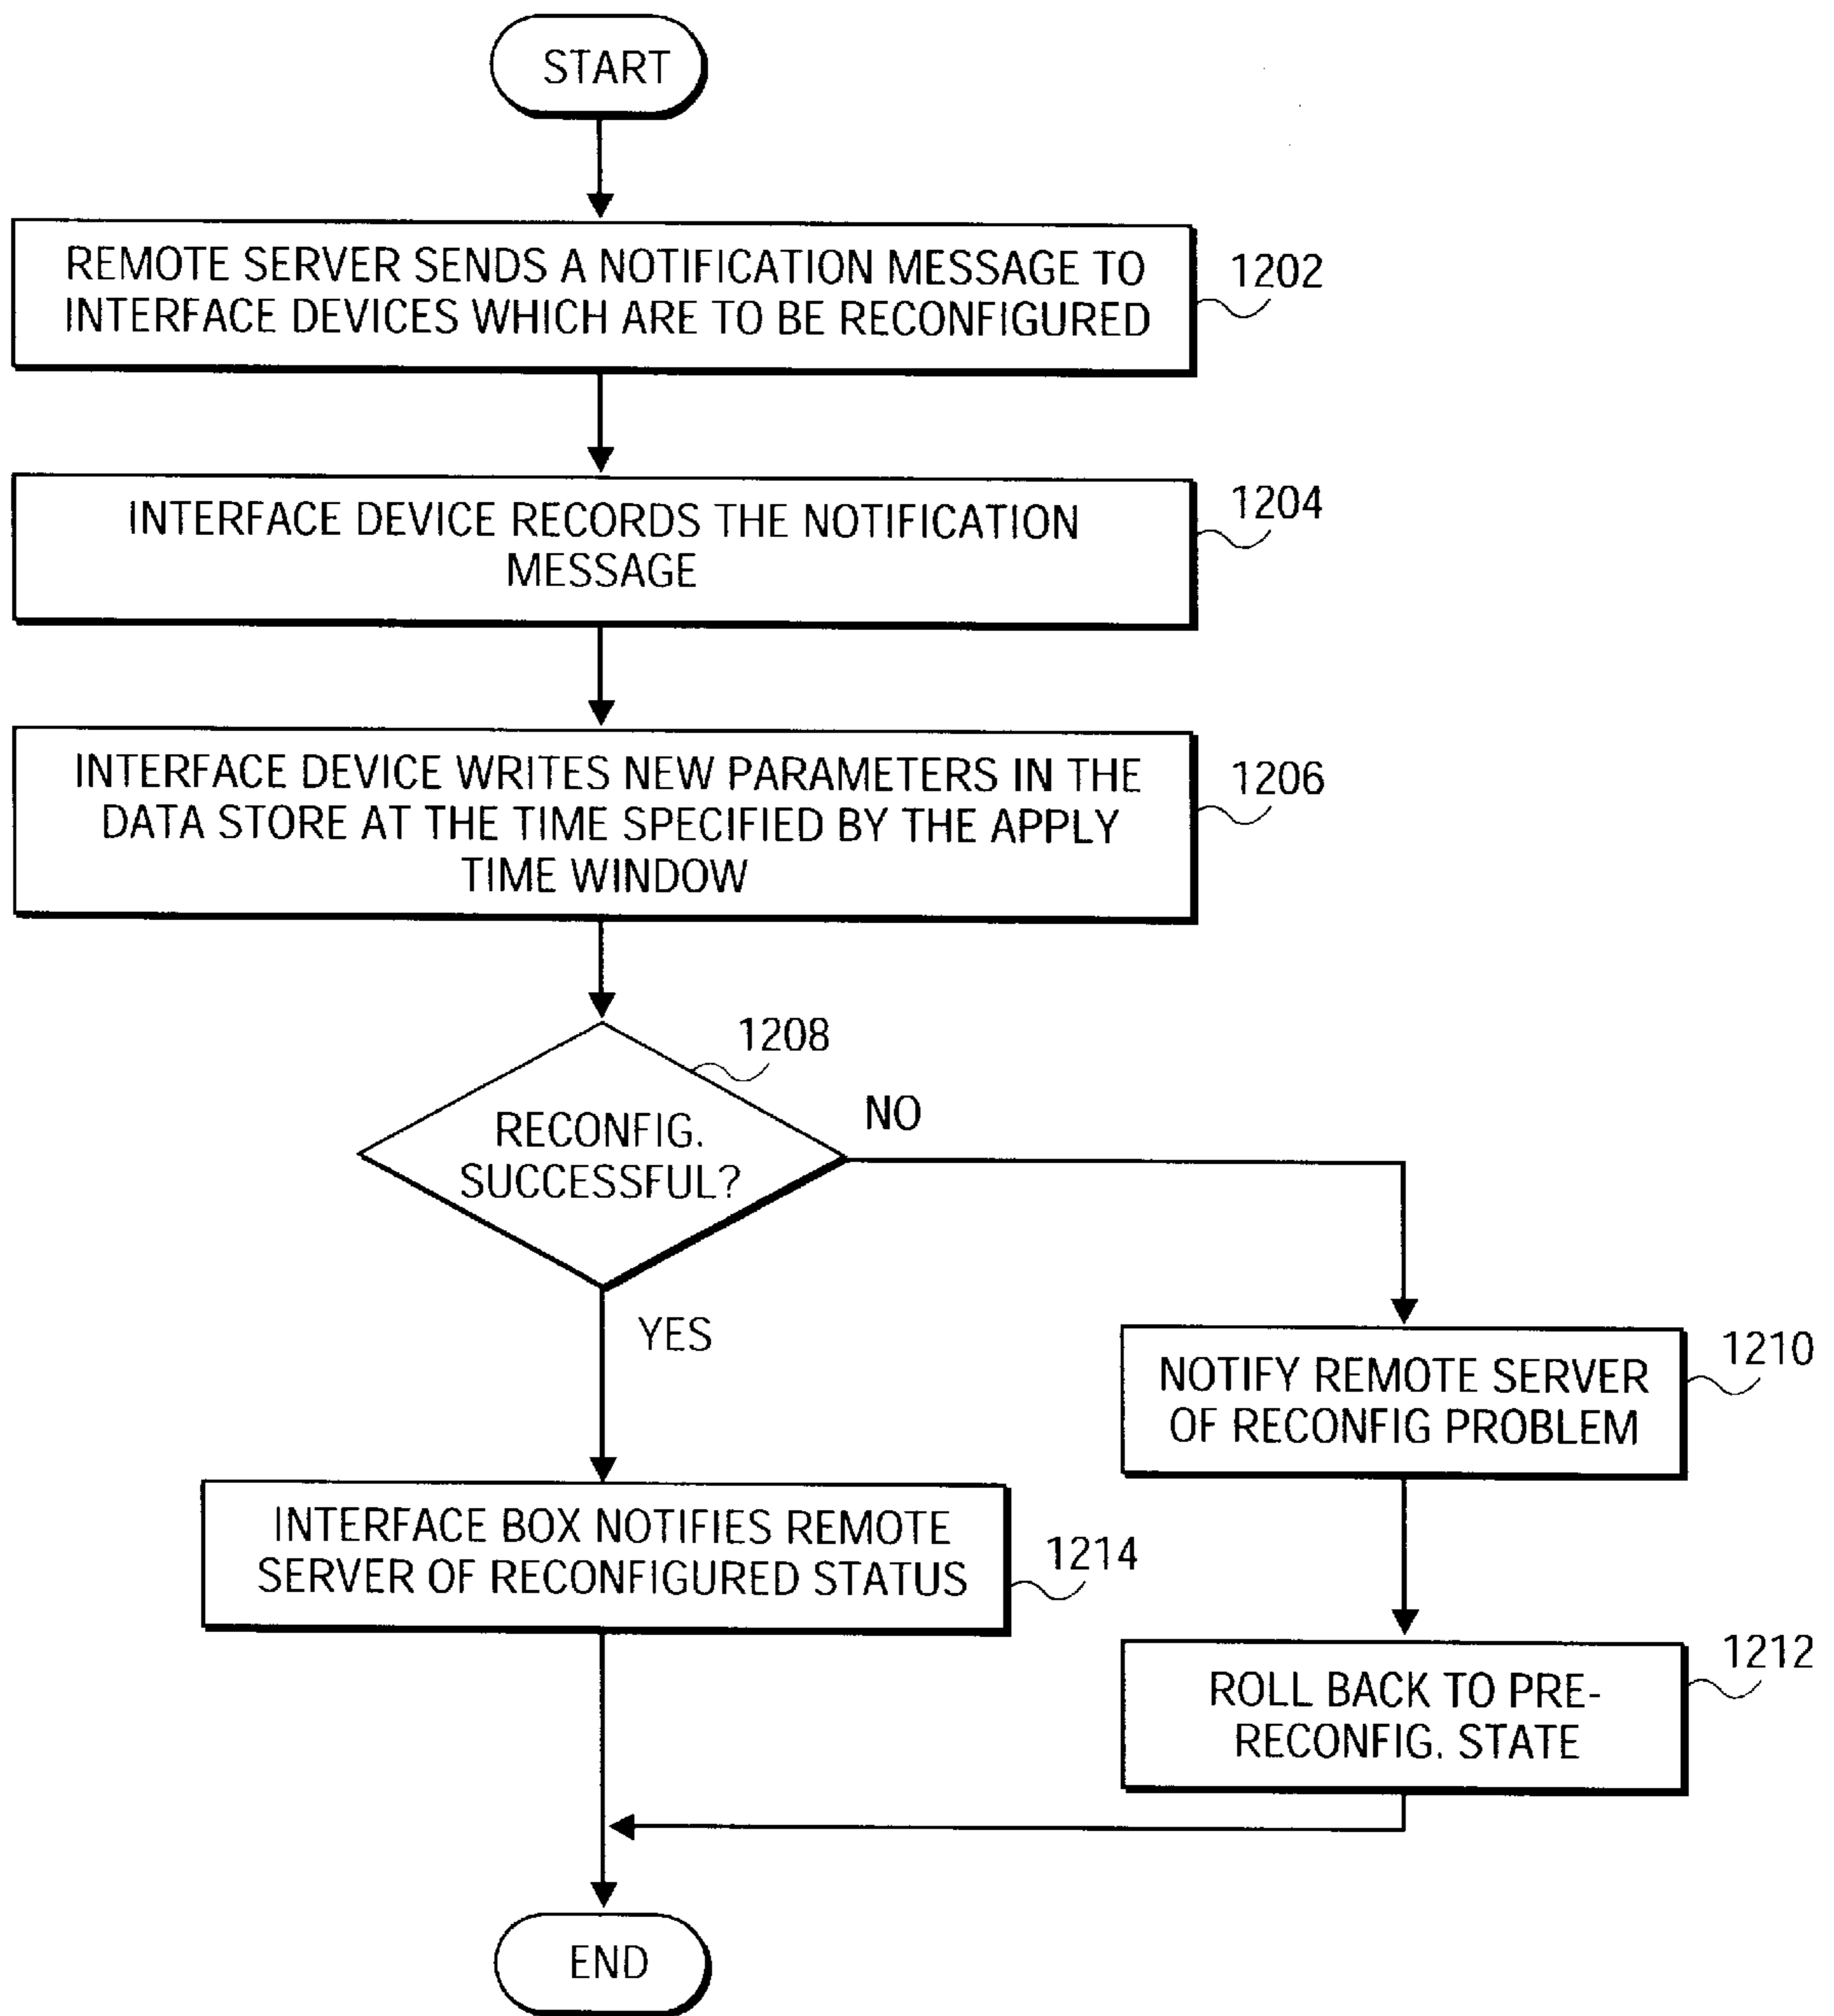 START
REMOTE SERVER SENDS A NOTIFICATION MESSAGE TO
INTERFACE DEVICES WHICH ARE TO BE RECONFIGURED
1202
INTERFACE DEVICE RECORDS THE NOTIFICATION
MESSAGE
1204
INTERFACE DEVICE WRITES NEW PARAMETERS IN THE
DATA STORE AT THE TIME SPECIFIED BY THE APPLY
TIME WINDOW
1206
1208
RECONFIG.
SUCCESSFUL?
NO
YES
NOTIFY REMOTE SERVER
OF RECONFIG PROBLEM
1210
INTERFACE BOX NOTIFIES REMOTE
SERVER OF RECONFIGURED STATUS
1214
ROLL BACK TO PRE-
RECONFIG. STATE
1212
END